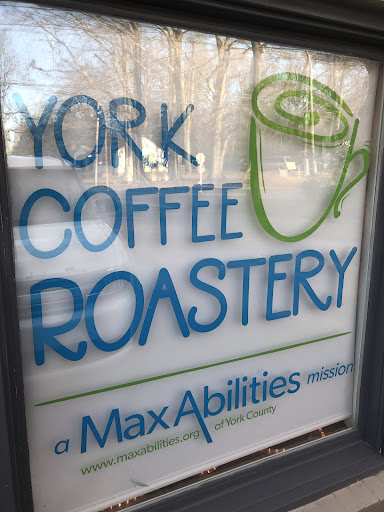 YORK
COFFEE
ROASTERY
a MaxAbilities mission
of York County
www.maxabilities.org